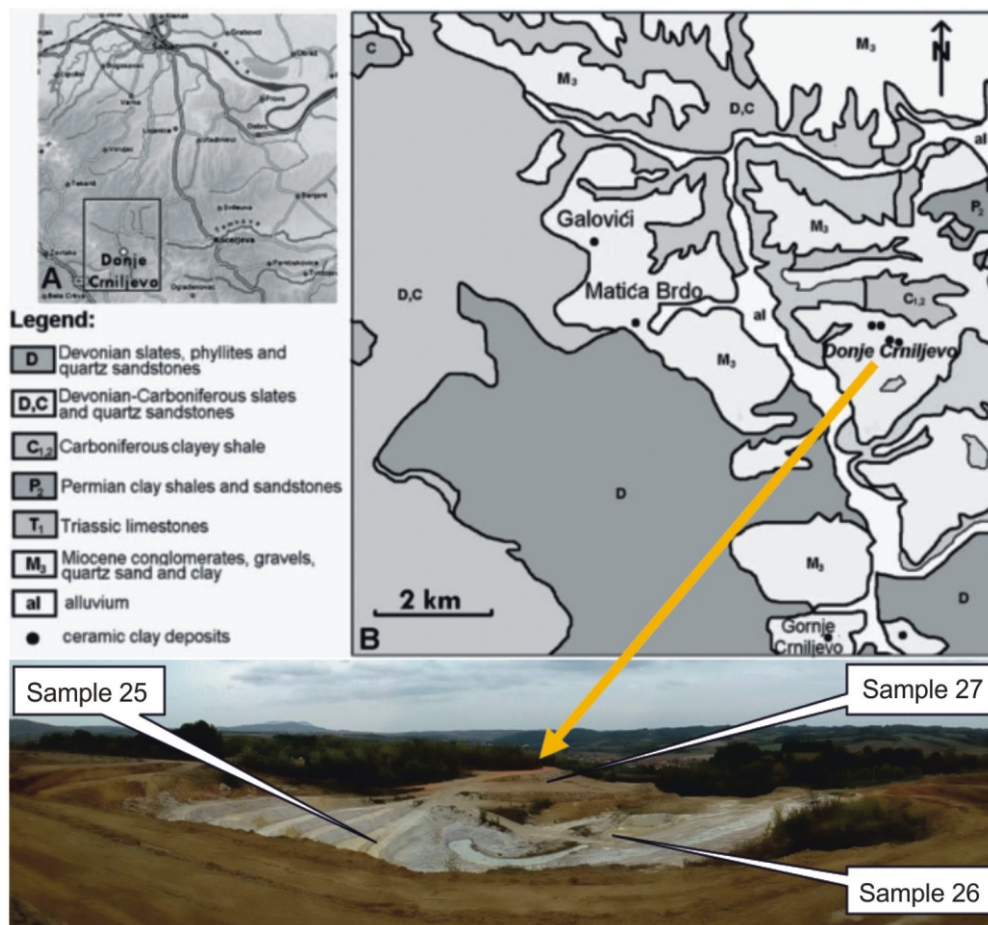 Donje
Crniljevo
Koceljeva
A
Legend:
D Devonian slates, phyllites and
quartz sandstones
D,C Devonian-Carboniferous slates
and quartz sandstones
C1,2 Carboniferous clayey shale
P2 Permian clay shales and sandstones
T1 Triassic limestones
M3 Miocene conglomerates, gravels,
quartz sand and clay
al alluvium
ceramic clay deposits
C
M3
M3
N
D,C
al
P2
Galovići
M3
D,C
Matića Brdo
C1,2
al
Donje Crniljevo
M3
D
M3
D
2 km
B
Gornje
Crniljevo
Sample 25
Sample 27
Sample 26